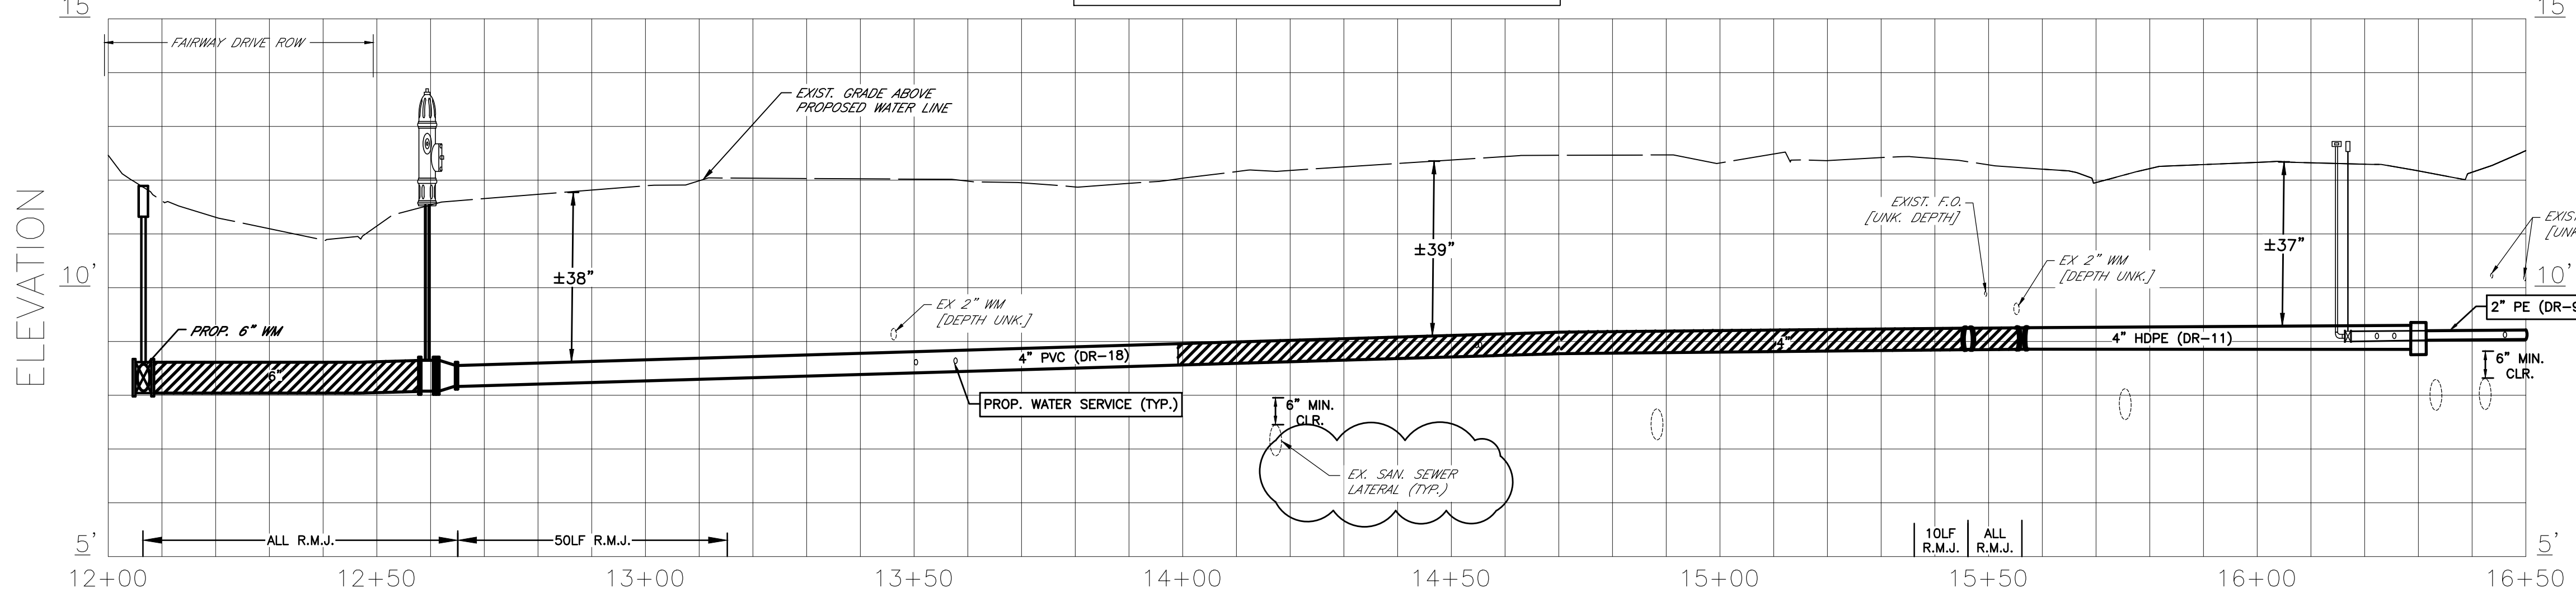 15
15
FAIRWAY DRIVE ROW
EXIST. GRADE ABOVE
PROPOSED WATER LINE
ELEVATION
10'
10'
PROP. 6" WM
6"
±38"
EX 2" WM
[DEPTH UNK.]
4" PVC (DR-18)
PROP. WATER SERVICE (TYP.)
±39"
6" MIN.
CLR.
EX. SAN. SEWER
LATERAL (TYP.)
4"
EXIST. F.O.
[UNK. DEPTH]
EX 2" WM
[DEPTH UNK.]
4" HDPE (DR-11)
±37"
EXIST
[UNK
2" PE (DR-9
6" MIN.
CLR.
ALL R.M.J.
50LF R.M.J.
10LF
R.M.J.
ALL
R.M.J.
5'
5'
12+00
12+50
13+00
13+50
14+00
14+50
15+00
15+50
16+00
16+50